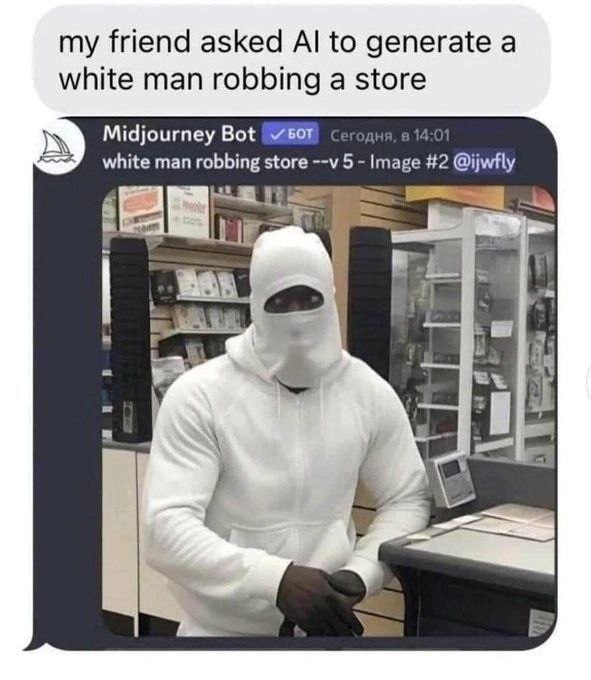 my friend asked AI to generate a
white man robbing a store
Midjourney Bot ✓БОТ Сегодня, в 14:01
white man robbing store --v 5 - Image #2 @ijwfly